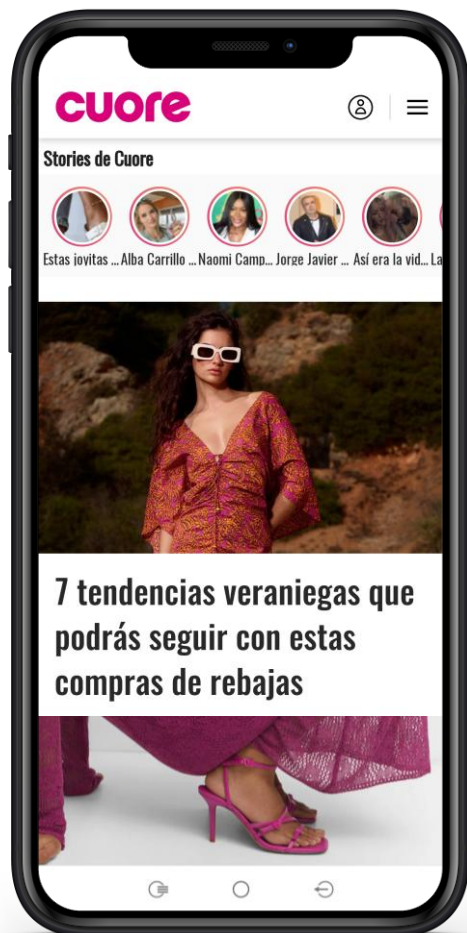 cuore
Stories de Cuore
Estas joyitas ... Alba Carrillo ... Naomi Camp... Jorge Javier ... Así era la vid... La
7 tendencias veraniegas que
podrás seguir con estas
compras de rebajas